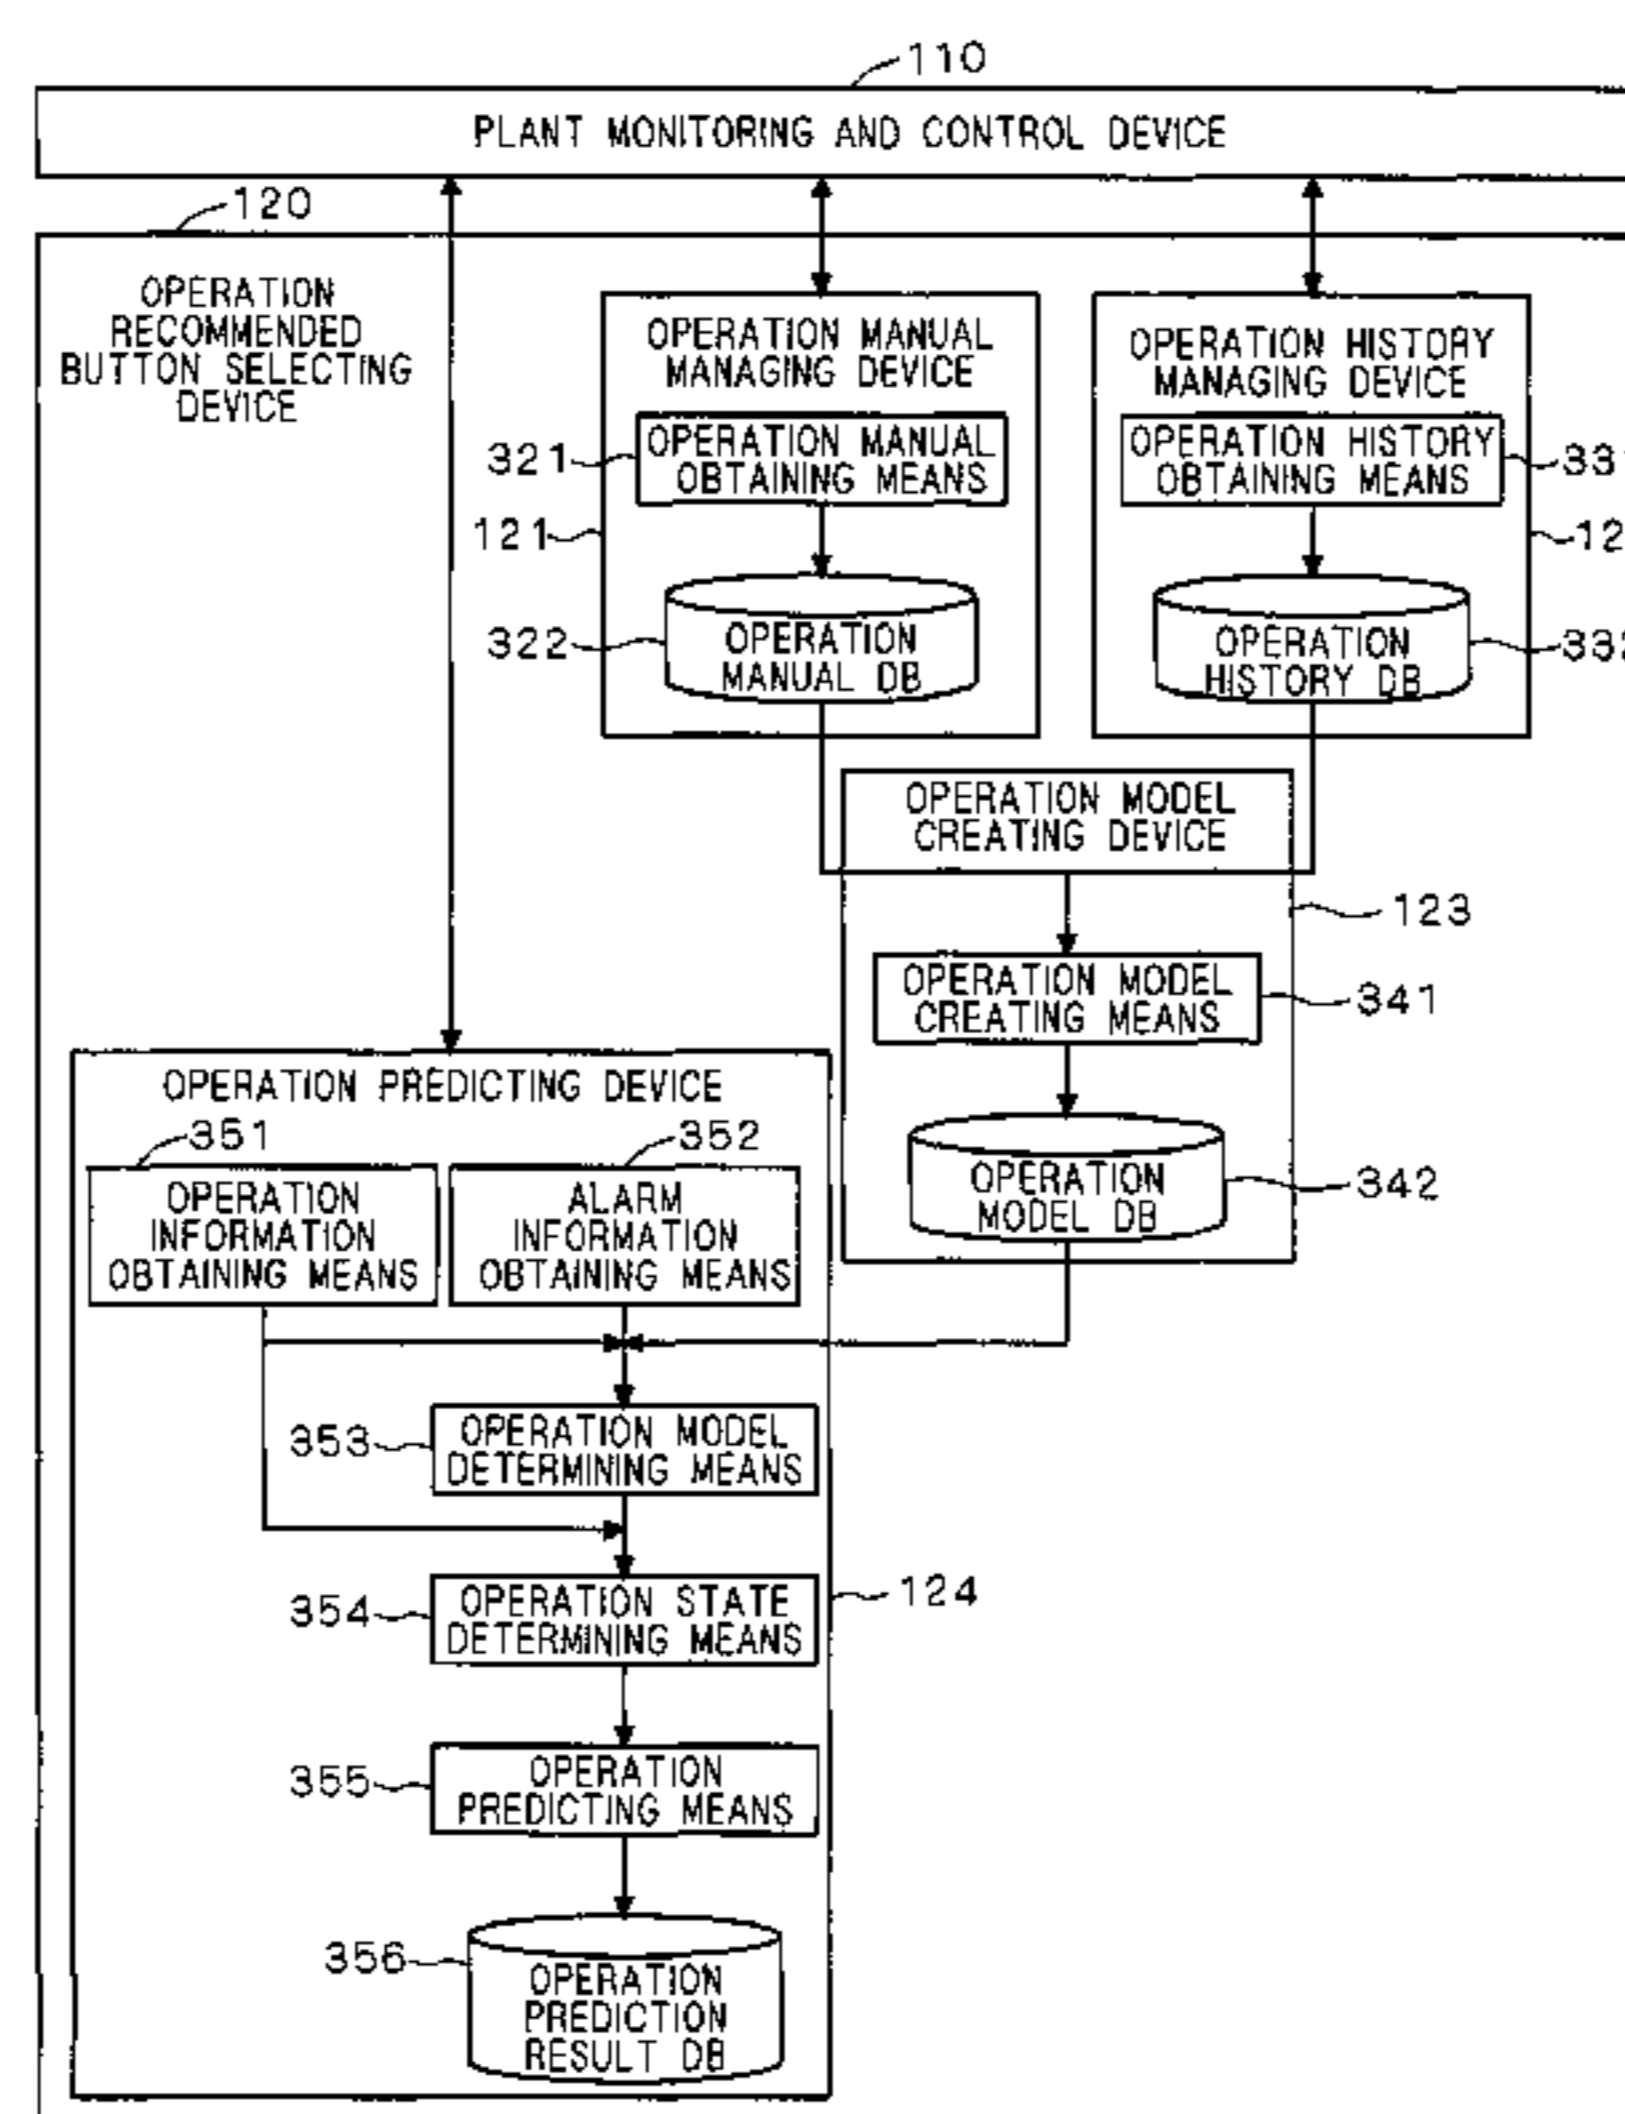 110
PLANT MONITORING AND CONTROL DEVICE
120
OPERATION
RECOMMENDED
BUTTON SELECTING
DEVICE
OPERATION MANUAL
MANAGING DEVICE
321
OPERATION MANUAL
OBTAINING MEANS
121
322
OPERATION
MANUAL DB
OPERATION HISTORY
MANAGING DEVICE
OPERATION HISTORY
OBTAINING MEANS
OPERATION
HISTORY DB
OPERATION MODEL
CREATING DEVICE
123
OPERATION MODEL
CREATING MEANS
341
OPERATION
MODEL DB
342
OPERATION PREDICTING DEVICE
351
OPERATION
INFORMATION
OBTAINING MEANS
352
ALARM
INFORMATION
OBTAINING MEANS
353
OPERATION MODEL
DETERMINING MEANS
354
OPERATION STATE
DETERMINING MEANS
124
355
OPERATION
PREDICTING MEANS
356
OPERATION
PREDICTION
RESULT DB